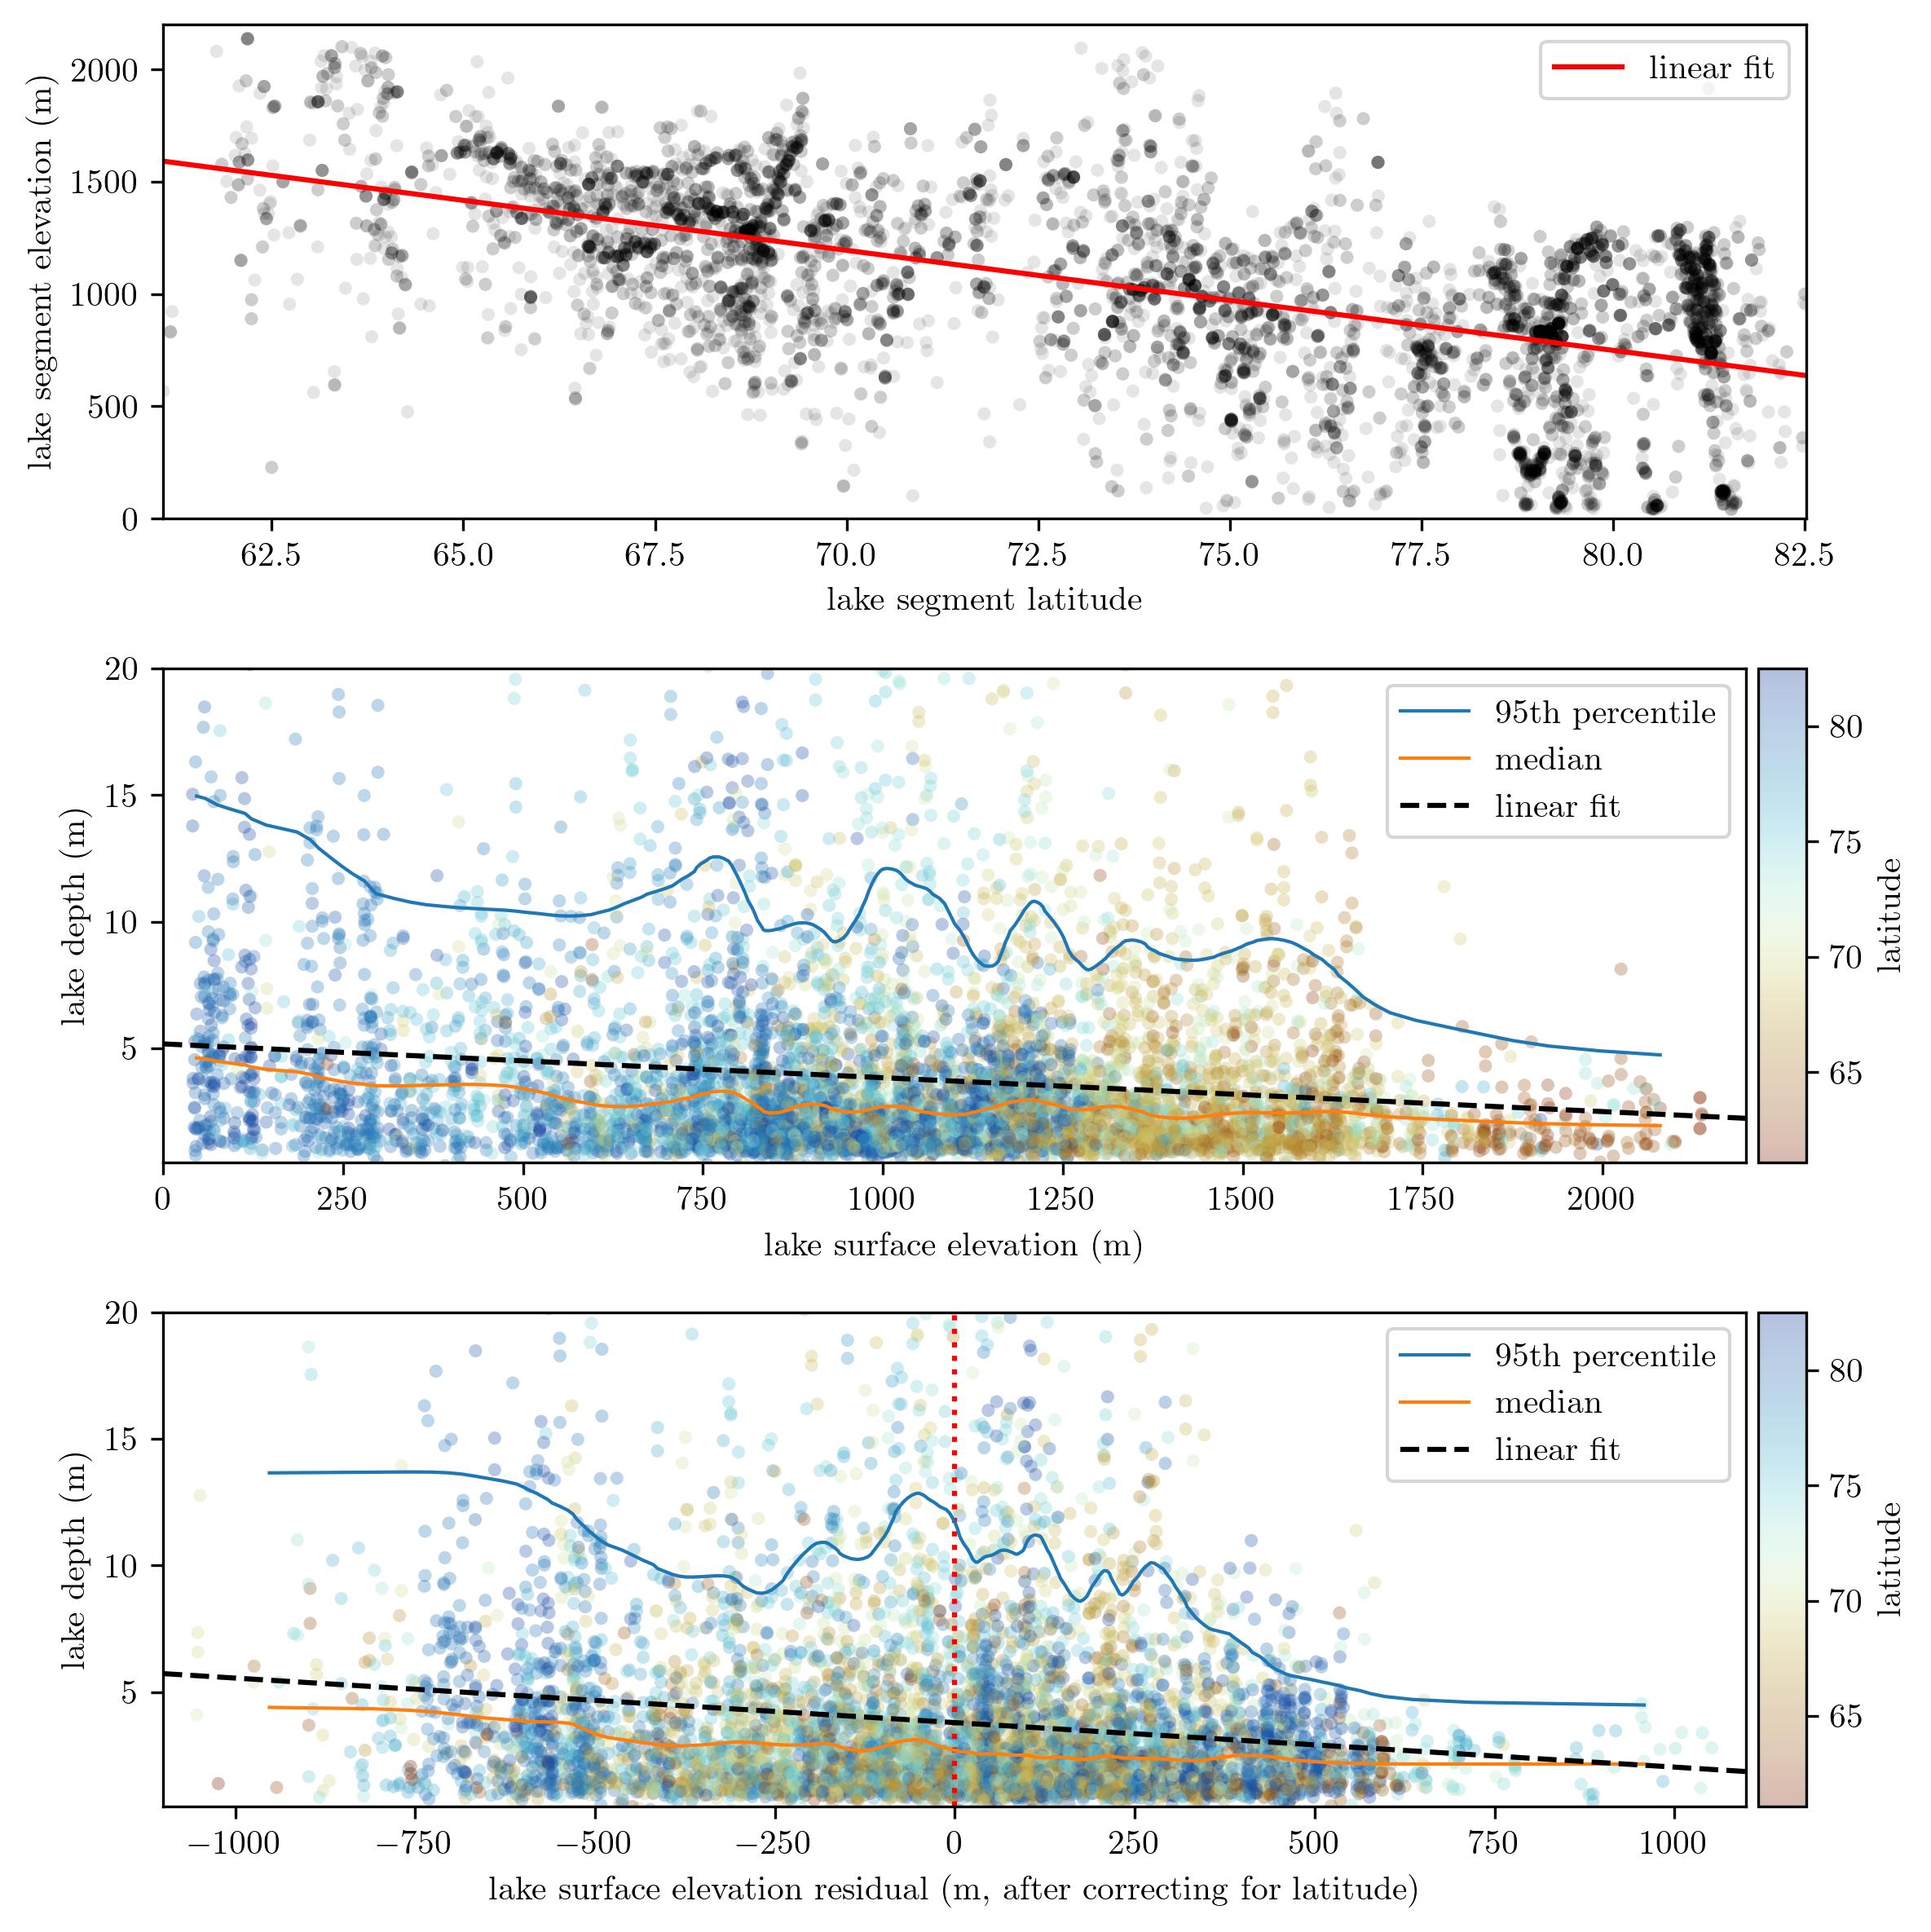 lake segment elevation (m)
2000
1500
1000
500
0
linear fit
62.5 65.0 67.5 70.0 72.5 75.0 77.5 80.0 82.5
lake segment latitude
lake depth (m)
20
15
10
5
95th percentile
median
linear fit
0 250 500 750 1000 1250 1500 1750 2000
lake surface elevation (m)
80
75
70
65
latitude
lake depth (m)
20
15
10
5
95th percentile
median
linear fit
−1000 −750 −500 −250 0 250 500 750 1000
lake surface elevation residual (m, after correcting for latitude)
80
75
70
65
latitude